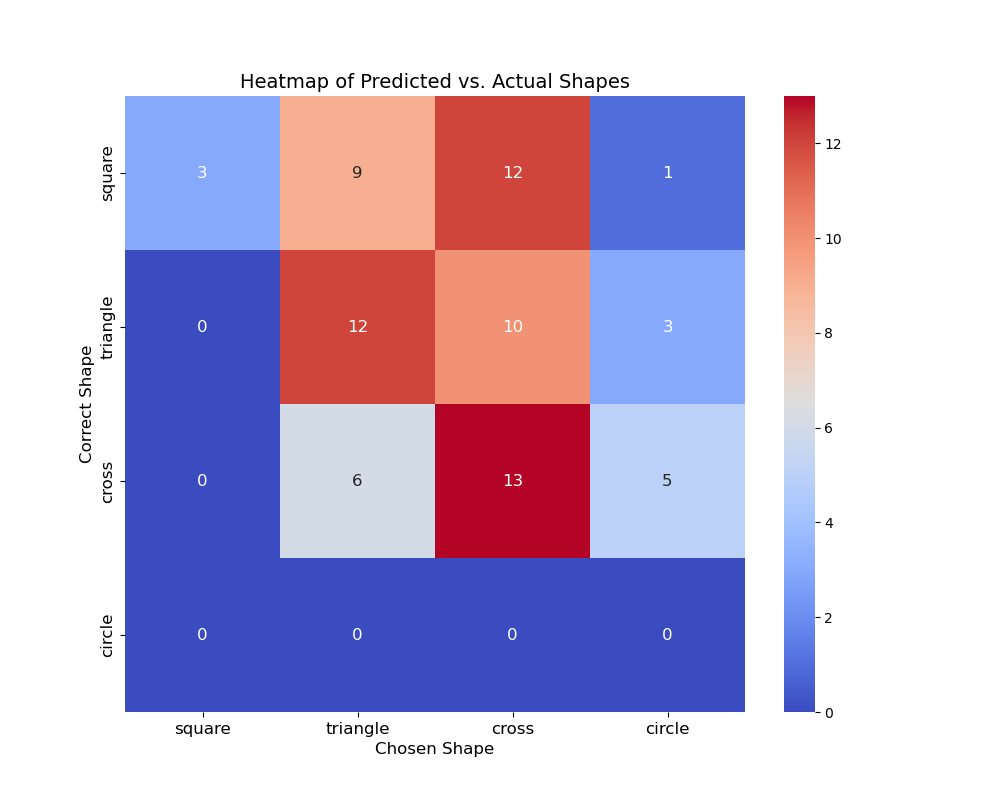 Heatmap of Predicted vs. Actual Shapes
Correct Shape
square
3 9 12 1
triangle
0 12 10 3
cross
0 6 13 5
circle
0 0 0 0
square triangle cross circle
Chosen Shape
12
10
8
6
4
2
0